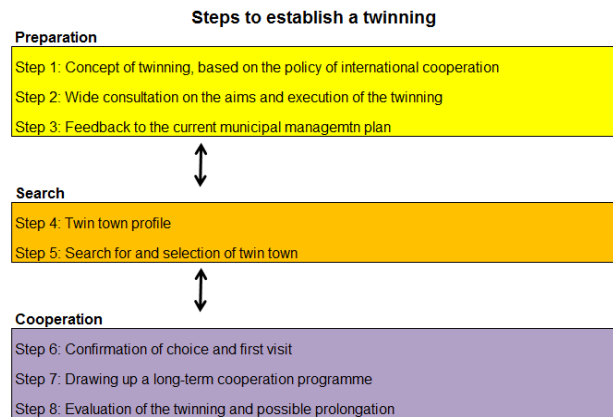 Steps to establish a twinning
Preparation
Step 1: Concept of twinning, based on the policy of international cooperation
Step 2: Wide consultation on the aims and execution of the twinning
Step 3: Feedback to the current municipal managemtn plan
Search
Step 4: Twin town profile
Step 5: Search for and selection of twin town
Cooperation
Step 6: Confirmation of choice and first visit
Step 7: Drawing up a long-term cooperation programme
Step 8: Evaluation of the twinning and possible prolongation